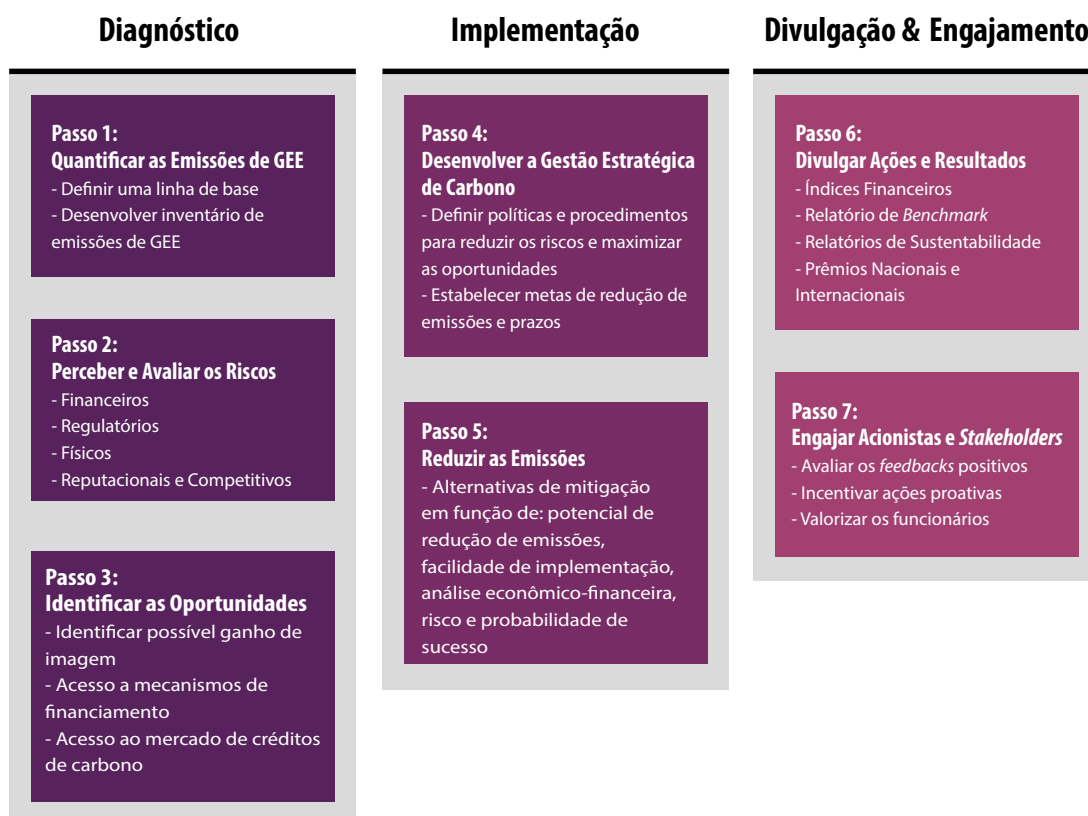 Diagnóstico
Passo 1:
Quantificar as Emissões de GEE
- Definir uma linha de base
- Desenvolver inventário de
emissões de GEE
Passo 2:
Perceber e Avaliar os Riscos
- Financeiros
- Regulatórios
- Físicos
- Reputacionais e Competitivos
Passo 3:
Identificar as Oportunidades
- Identificar possível ganho de
imagem
- Acesso a mecanismos de
financiamento
- Acesso ao mercado de créditos
de carbono
Implementação
Passo 4:
Desenvolver a Gestão Estratégica
de Carbono
- Definir políticas e procedimentos
para reduzir os riscos e maximizar
as oportunidades
- Estabelecer metas de redução de
emissões e prazos
Passo 5:
Reduzir as Emissões
- Alternativas de mitigação
em função de: potencial de
redução de emissões,
facilidade de implementação,
análise econômico-financeira,
risco e probabilidade de
sucesso
Divulgação & Engajamento
Passo 6:
Divulgar Ações e Resultados
- Índices Financeiros
- Relatório de Benchmark
- Relatórios de Sustentabilidade
- Prêmios Nacionais e
Internacionais
Passo 7:
Engajar Acionistas e Stakeholders
- Avaliar os feedbacks positivos
- Incentivar ações proativas
- Valorizar os funcionários